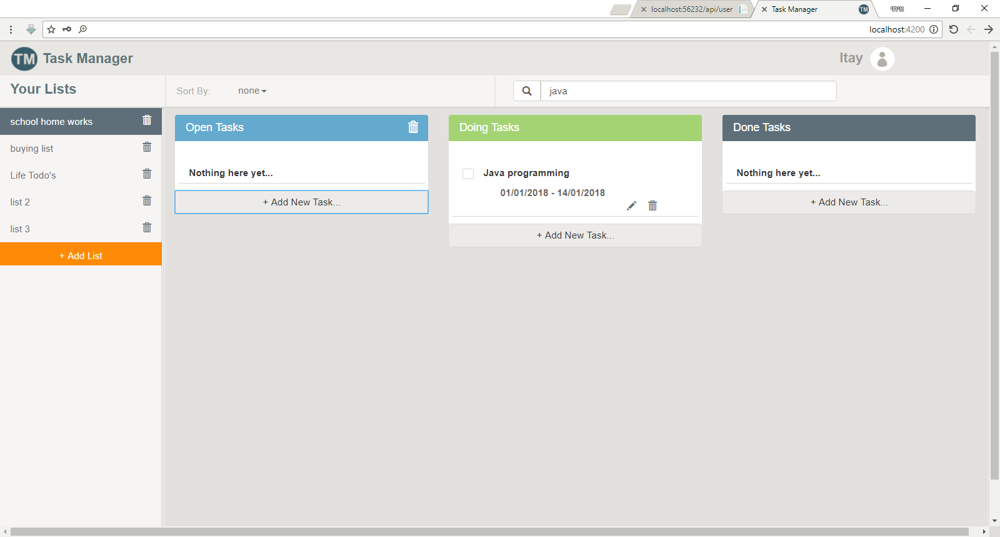 localhost:56232/api/user
Task Manager
TM
איתי
localhost:4200
TM Task Manager
Itay
Your Lists
Sort By: none
java
school home works
buying list
Life Todo's
list 2
list 3
+ Add List
Open Tasks
Nothing here yet...
+ Add New Task...
Doing Tasks
Java programming
01/01/2018 - 14/01/2018
+ Add New Task...
Done Tasks
Nothing here yet...
+ Add New Task...